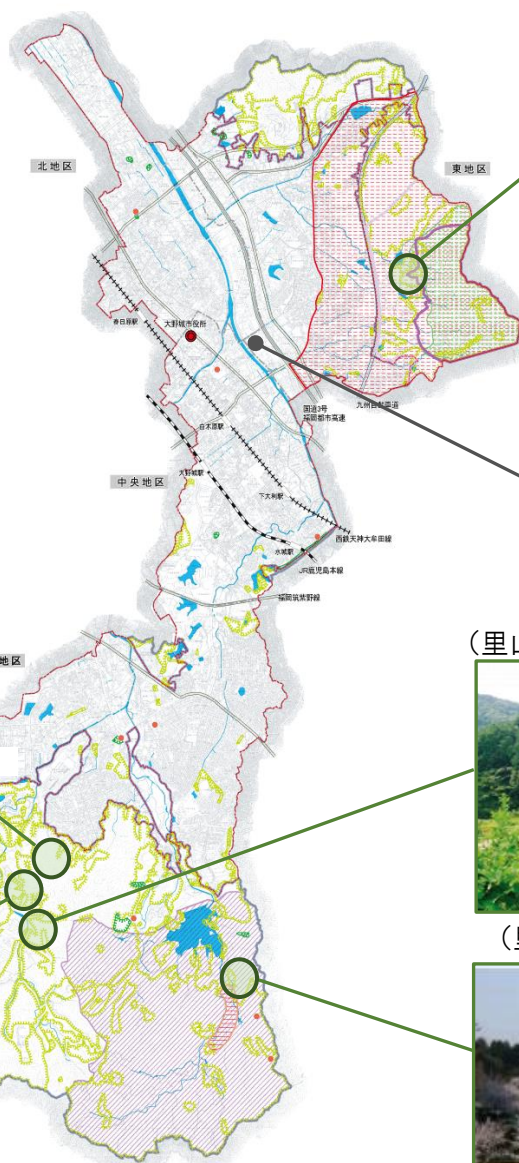 北地区
東地区
春日原駅
大野城市役所
国道3号
福岡都市高速
九州自動車道
白木原駅
中央地区
大野城駅
下大利駅
水城駅
西鉄天神大牟田線
JR鹿児島本線
福岡筑紫野線
地区
(里山
(里